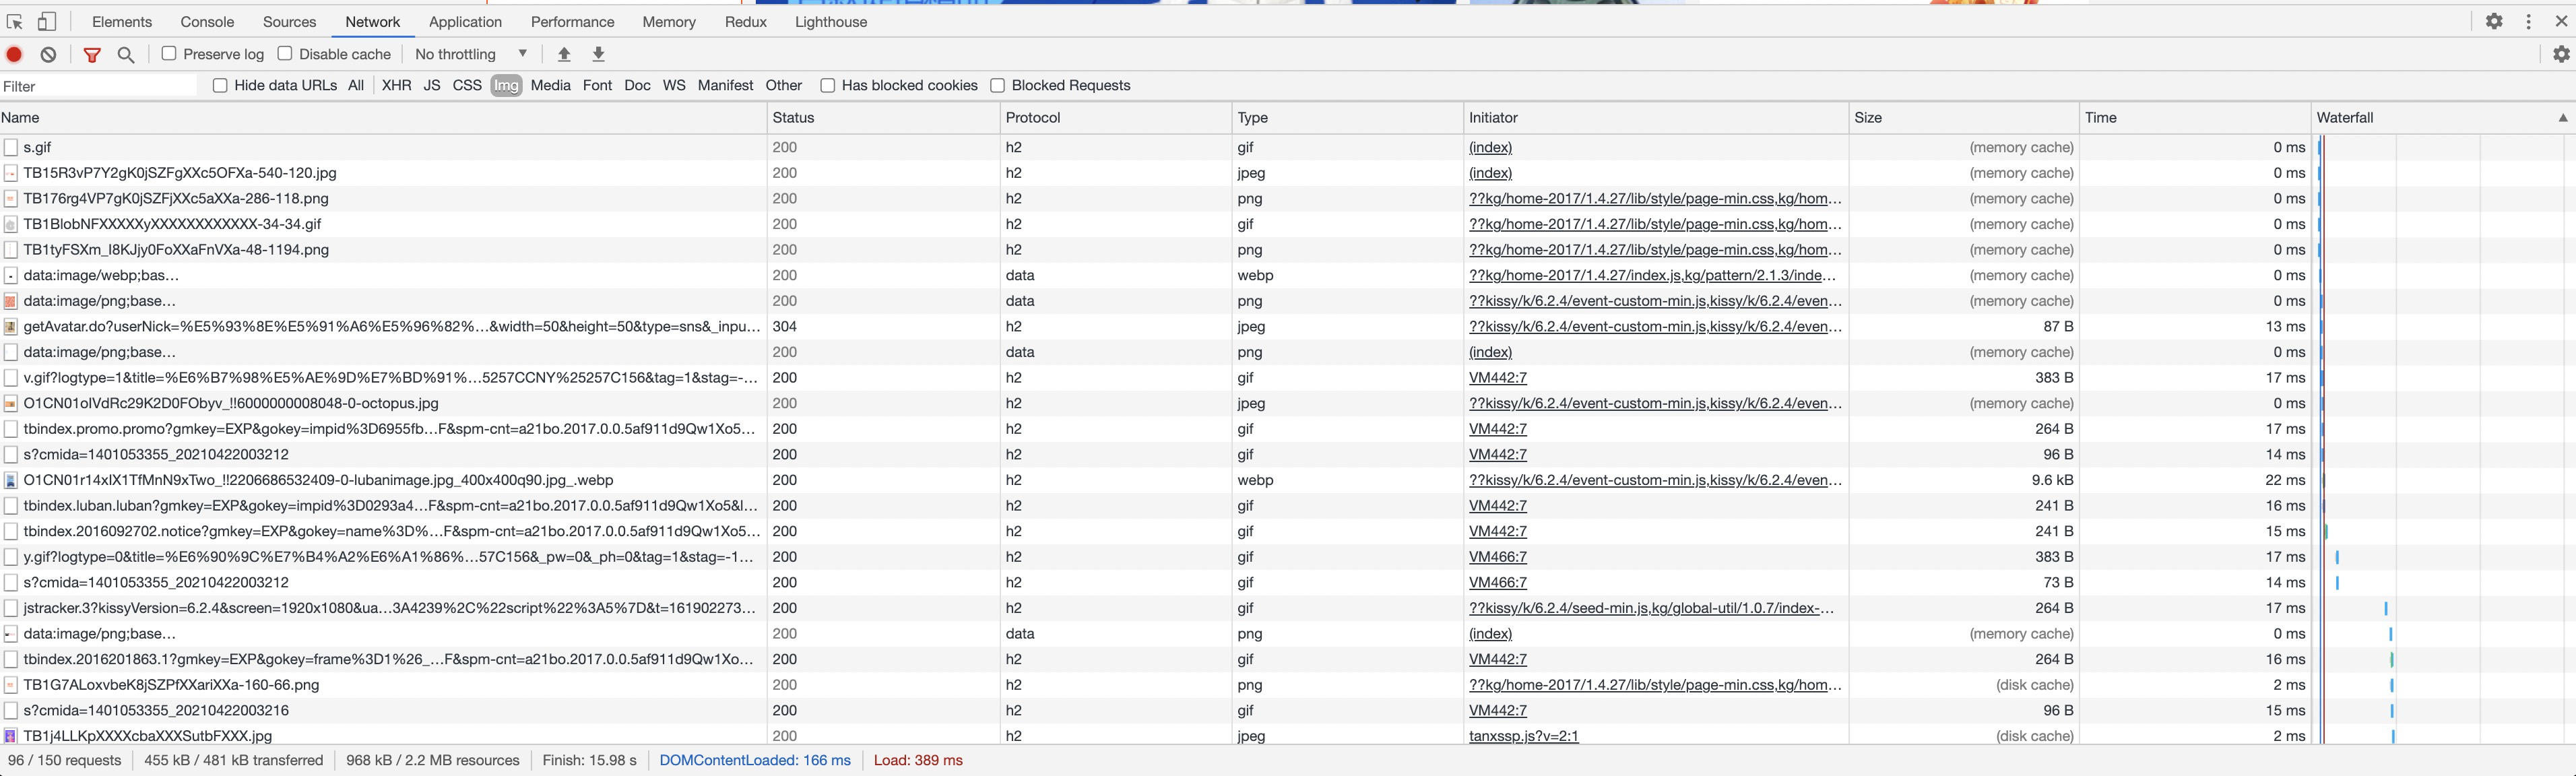 Elements Console Sources Network Application Performance Memory Redux Lighthouse
Preserve log Disable cache No throttling
Filter Hide data URLs All XHR JS CSS Img Media Font Doc WS Manifest Other Has blocked cookies Blocked Requests
Name Status Protocol Type Initiator Size Time Waterfall
s.gif 200 h2 gif (index) (memory cache) 0 ms
TB15R3vP7Y2gK0jSZFgXXc5OFXa-540-120.jpg 200 h2 jpeg (index) (memory cache) 0 ms
TB176rg4VP7gK0jSZFjXXc5aXXa-286-118.png 200 h2 png ??kg/home-2017/1.4.27/lib/style/page-min.css,kg/hom… (memory cache) 0 ms
TB1BlobNFXXXXXyXXXXXXXXXXXX-34-34.gif 200 h2 gif ??kg/home-2017/1.4.27/lib/style/page-min.css,kg/hom… (memory cache) 0 ms
TB1tyFSXm_I8KJjy0FoXXaFnVXa-48-1194.png 200 h2 png ??kg/home-2017/1.4.27/lib/style/page-min.css,kg/hom… (memory cache) 0 ms
data:image/webp;bas… 200 data webp ??kg/home-2017/1.4.27/index.js,kg/pattern/2.1.3/inde… (memory cache) 0 ms
data:image/png;base… 200 data png ??kissy/k/6.2.4/event-custom-min.js,kissy/k/6.2.4/even… (memory cache) 0 ms
getAvatar.do?userNick=%E5%93%8E%E5%91%A6%E5%96%82%…&width=50&height=50&type=sns&_inpu… 304 h2 jpeg ??kissy/k/6.2.4/event-custom-min.js,kissy/k/6.2.4/even… 87 B 13 ms
data:image/png;base… 200 data png (index) (memory cache) 0 ms
v.gif?logtype=1&title=%E6%B7%98%E5%AE%9D%E7%BD%91%…5257CCNY%25257C156&tag=1&stag=-… 200 h2 gif VM442:7 383 B 17 ms
O1CN01oIVdRc29K2D0FObyv_!!6000000008048-0-octopus.jpg 200 h2 jpeg ??kissy/k/6.2.4/event-custom-min.js,kissy/k/6.2.4/even… (memory cache) 0 ms
tbindex.promo.promo?gmkey=EXP&gokey=impid%3D6955fb…F&spm-cnt=a21bo.2017.0.0.5af911d9Qw1Xo5… 200 h2 gif VM442:7 264 B 17 ms
s?cmida=1401053355_20210422003212 200 h2 gif VM442:7 96 B 14 ms
O1CN01r14xIX1TfMnN9xTwo_!!2206686532409-0-lubanimage.jpg_400x400q90.jpg_.webp 200 h2 webp ??kissy/k/6.2.4/event-custom-min.js,kissy/k/6.2.4/even… 9.6 kB 22 ms
tbindex.luban.luban?gmkey=EXP&gokey=impid%3D0293a4…F&spm-cnt=a21bo.2017.0.0.5af911d9Qw1Xo5&l… 200 h2 gif VM442:7 241 B 16 ms
tbindex.2016092702.notice?gmkey=EXP&gokey=name%3D%…F&spm-cnt=a21bo.2017.0.0.5af911d9Qw1Xo5… 200 h2 gif VM442:7 241 B 15 ms
y.gif?logtype=0&title=%E6%90%9C%E7%B4%A2%E6%A1%86%…57C156&_pw=0&_ph=0&tag=1&stag=-1… 200 h2 gif VM466:7 383 B 17 ms
s?cmida=1401053355_20210422003212 200 h2 gif VM466:7 73 B 14 ms
jstracker.3?kissyVersion=6.2.4&screen=1920x1080&ua…3A4239%2C%22script%22%3A5%7D&t=161902273… 200 h2 gif ??kissy/k/6.2.4/seed-min.js,kg/global-util/1.0.7/index-… 264 B 17 ms
data:image/png;base… 200 data png (index) (memory cache) 0 ms
tbindex.2016201863.1?gmkey=EXP&gokey=frame%3D1%26_…F&spm-cnt=a21bo.2017.0.0.5af911d9Qw1Xo… 200 h2 gif VM442:7 264 B 16 ms
TB1G7ALoxvbeK8jSZPfXXariXXa-160-66.png 200 h2 png ??kg/home-2017/1.4.27/lib/style/page-min.css,kg/hom… (disk cache) 2 ms
s?cmida=1401053355_20210422003216 200 h2 gif VM442:7 96 B 15 ms
TB1j4LLKpXXXXcbaXXXSutbFXXX.jpg 200 h2 jpeg tanxssp.js?v=2:1 (disk cache) 2 ms
96 / 150 requests 455 kB / 481 kB transferred 968 kB / 2.2 MB resources Finish: 15.98 s DOMContentLoaded: 166 ms Load: 389 ms